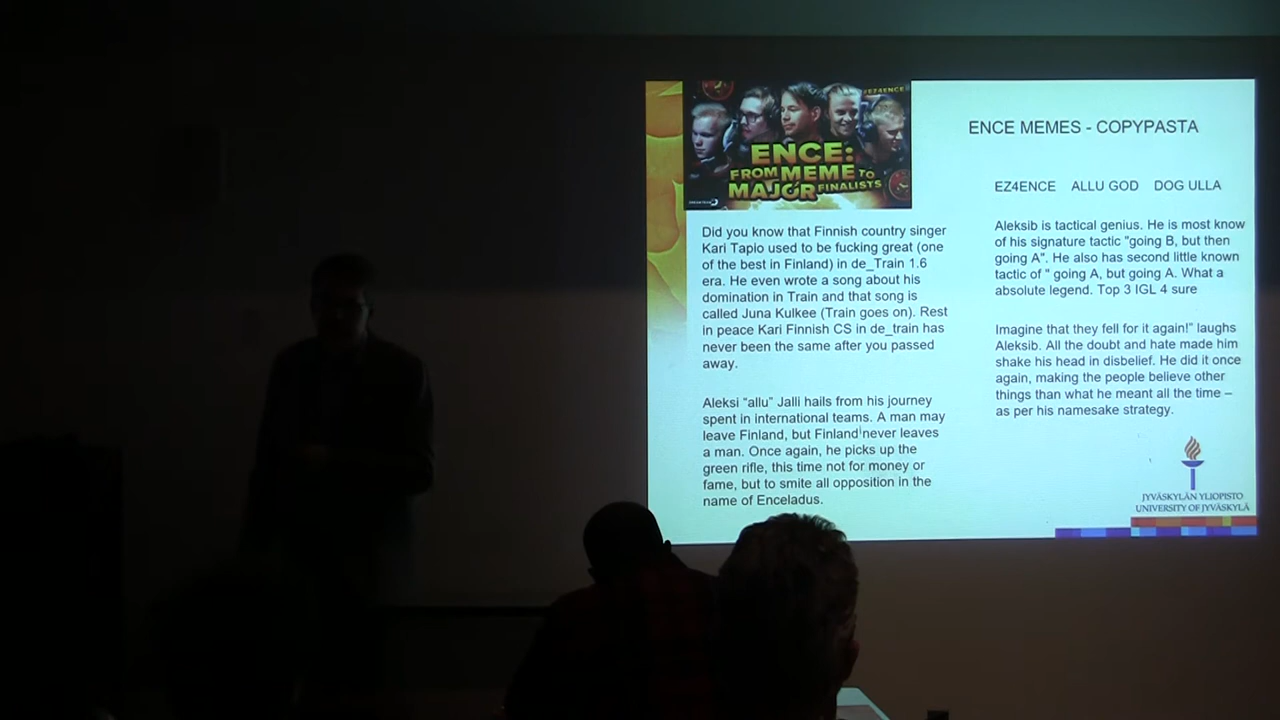 #EZ4ENCE
ENCE:
FROM MEME TO
MAJOR FINALISTS
Did you know that Finnish country singer
Kari Tapio used to be fucking great (one
of the best in Finland) in de_Train 1.6
era. He even wrote a song about his
domination in Train and that song is
called Juna Kulkee (Train goes on). Rest
in peace Kari Finnish CS in de_train has
never been the same after you passed
away.
Aleksi "allu" Jalli hails from his journey
spent in international teams. A man may
leave Finland, but Finland never leaves
a man. Once again, he picks up the
green rifle, this time not for money or
fame, but to smite all opposition in the
name of Enceladus.
ENCE MEMES - COPYPASTA
EZ4ENCE ALLU GOD DOG ULLA
Aleksib is tactical genius. He is most know
of his signature tactic "going B, but then
going A". He also has second little known
tactic of " going A, but going A. What a
absolute legend. Top 3 IGL 4 sure
Imagine that they fell for it again!" laughs
Aleksib. All the doubt and hate made him
shake his head in disbelief. He did it once
again, making the people believe other
things than what he meant all the time –
as per his namesake strategy.
JYVÄSKYLÄN YLIOPISTO
UNIVERSITY OF JYVÄSKYLÄ